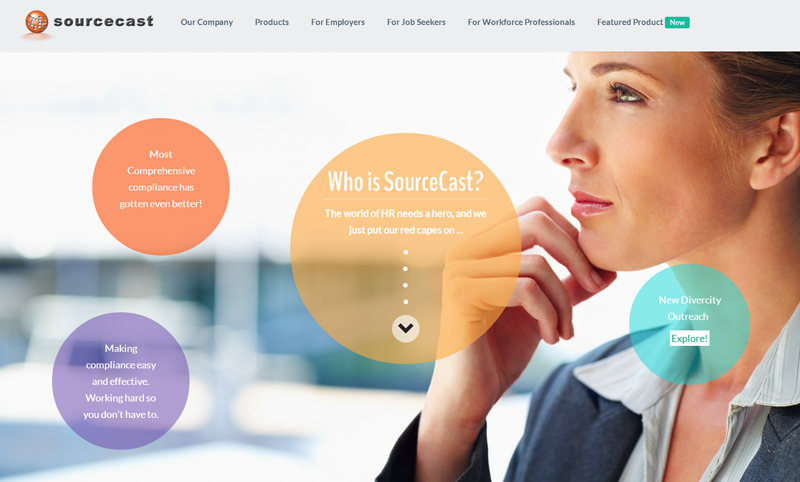 sourcecast
Our Company
Products
For Employers
For Job Seekers
For Workforce Professionals
Featured Product New
Most
Comprehensive
compliance has
gotten even better!
Who is SourceCast?
The world of HR needs a hero, and we
just put our red capes on ...
New Divercity
Outreach
Explore!
Making
compliance easy
and effective.
Working hard so
you don't have to.